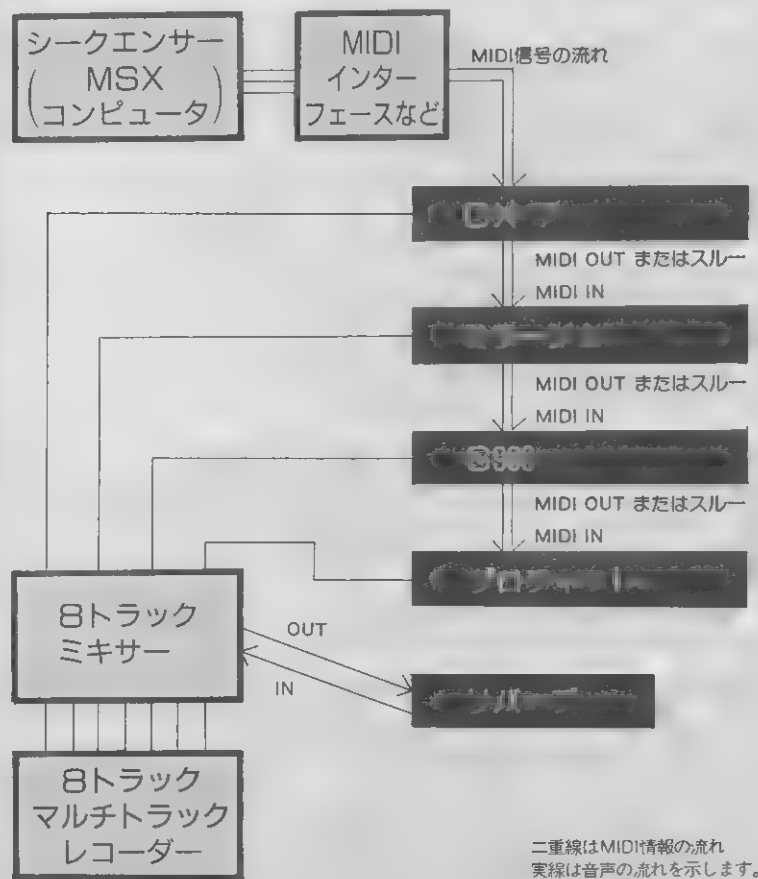 シークエンサー
(MSX
コンピュータ)
MIDI
インター
フェースなど
MIDI信号の流れ
MIDI OUT またはスルー
MIDI IN
MIDI OUT またはスルー
MIDI IN
S900
MIDI OUT またはスルー
MIDI IN
8トラック
ミキサー
OUT
IN
8トラック
マルチトラック
レコーダー
二重線はMIDI情報の流れ
実線は音声の流れを示します。